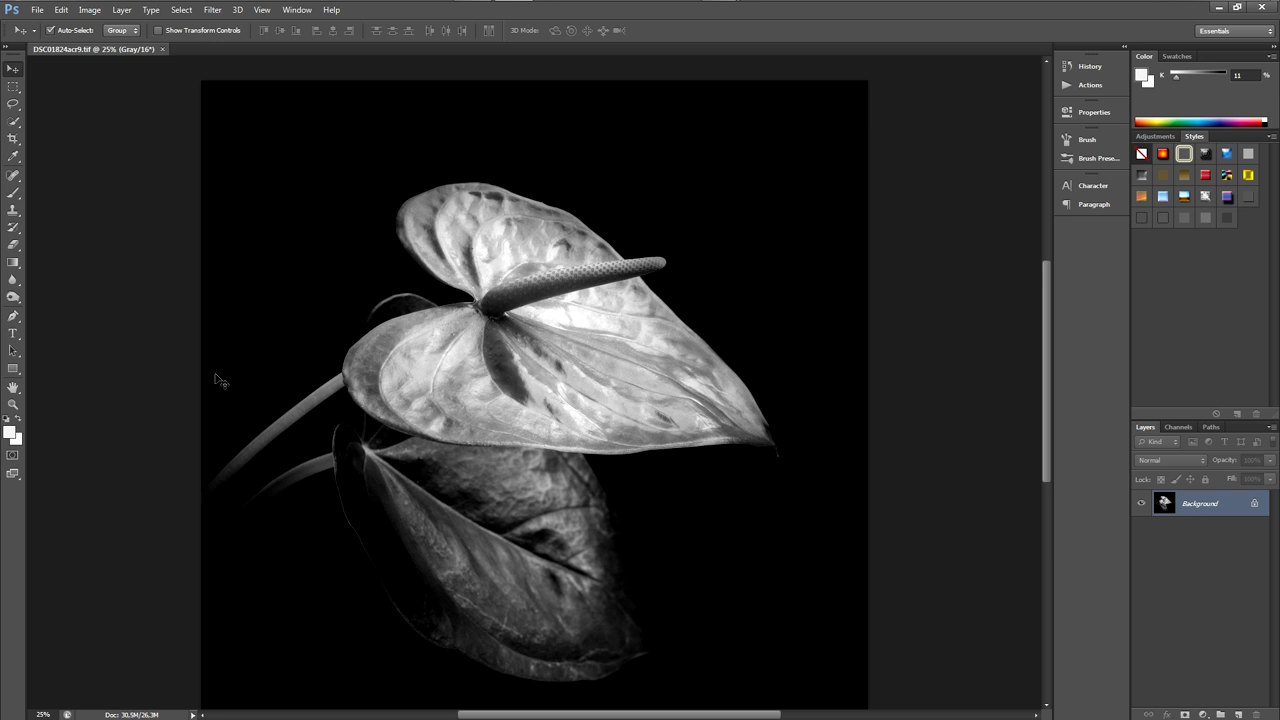 Ps File Edit Image Layer Type Select Filter 3D View Window Help
Auto-Select: Group Show Transform Controls 3D Mode: Essentials
DSC01824acr9.tif @ 25% (Gray/16*) ×
History
Actions
Properties
Brush
Brush Prese...
Character
Paragraph
Color Swatches
K 11 %
Adjustments Styles
Layers Channels Paths
Kind
Normal Opacity: 100%
Lock: Fill: 100%
Background
25% Doc: 30,5M/26,3M